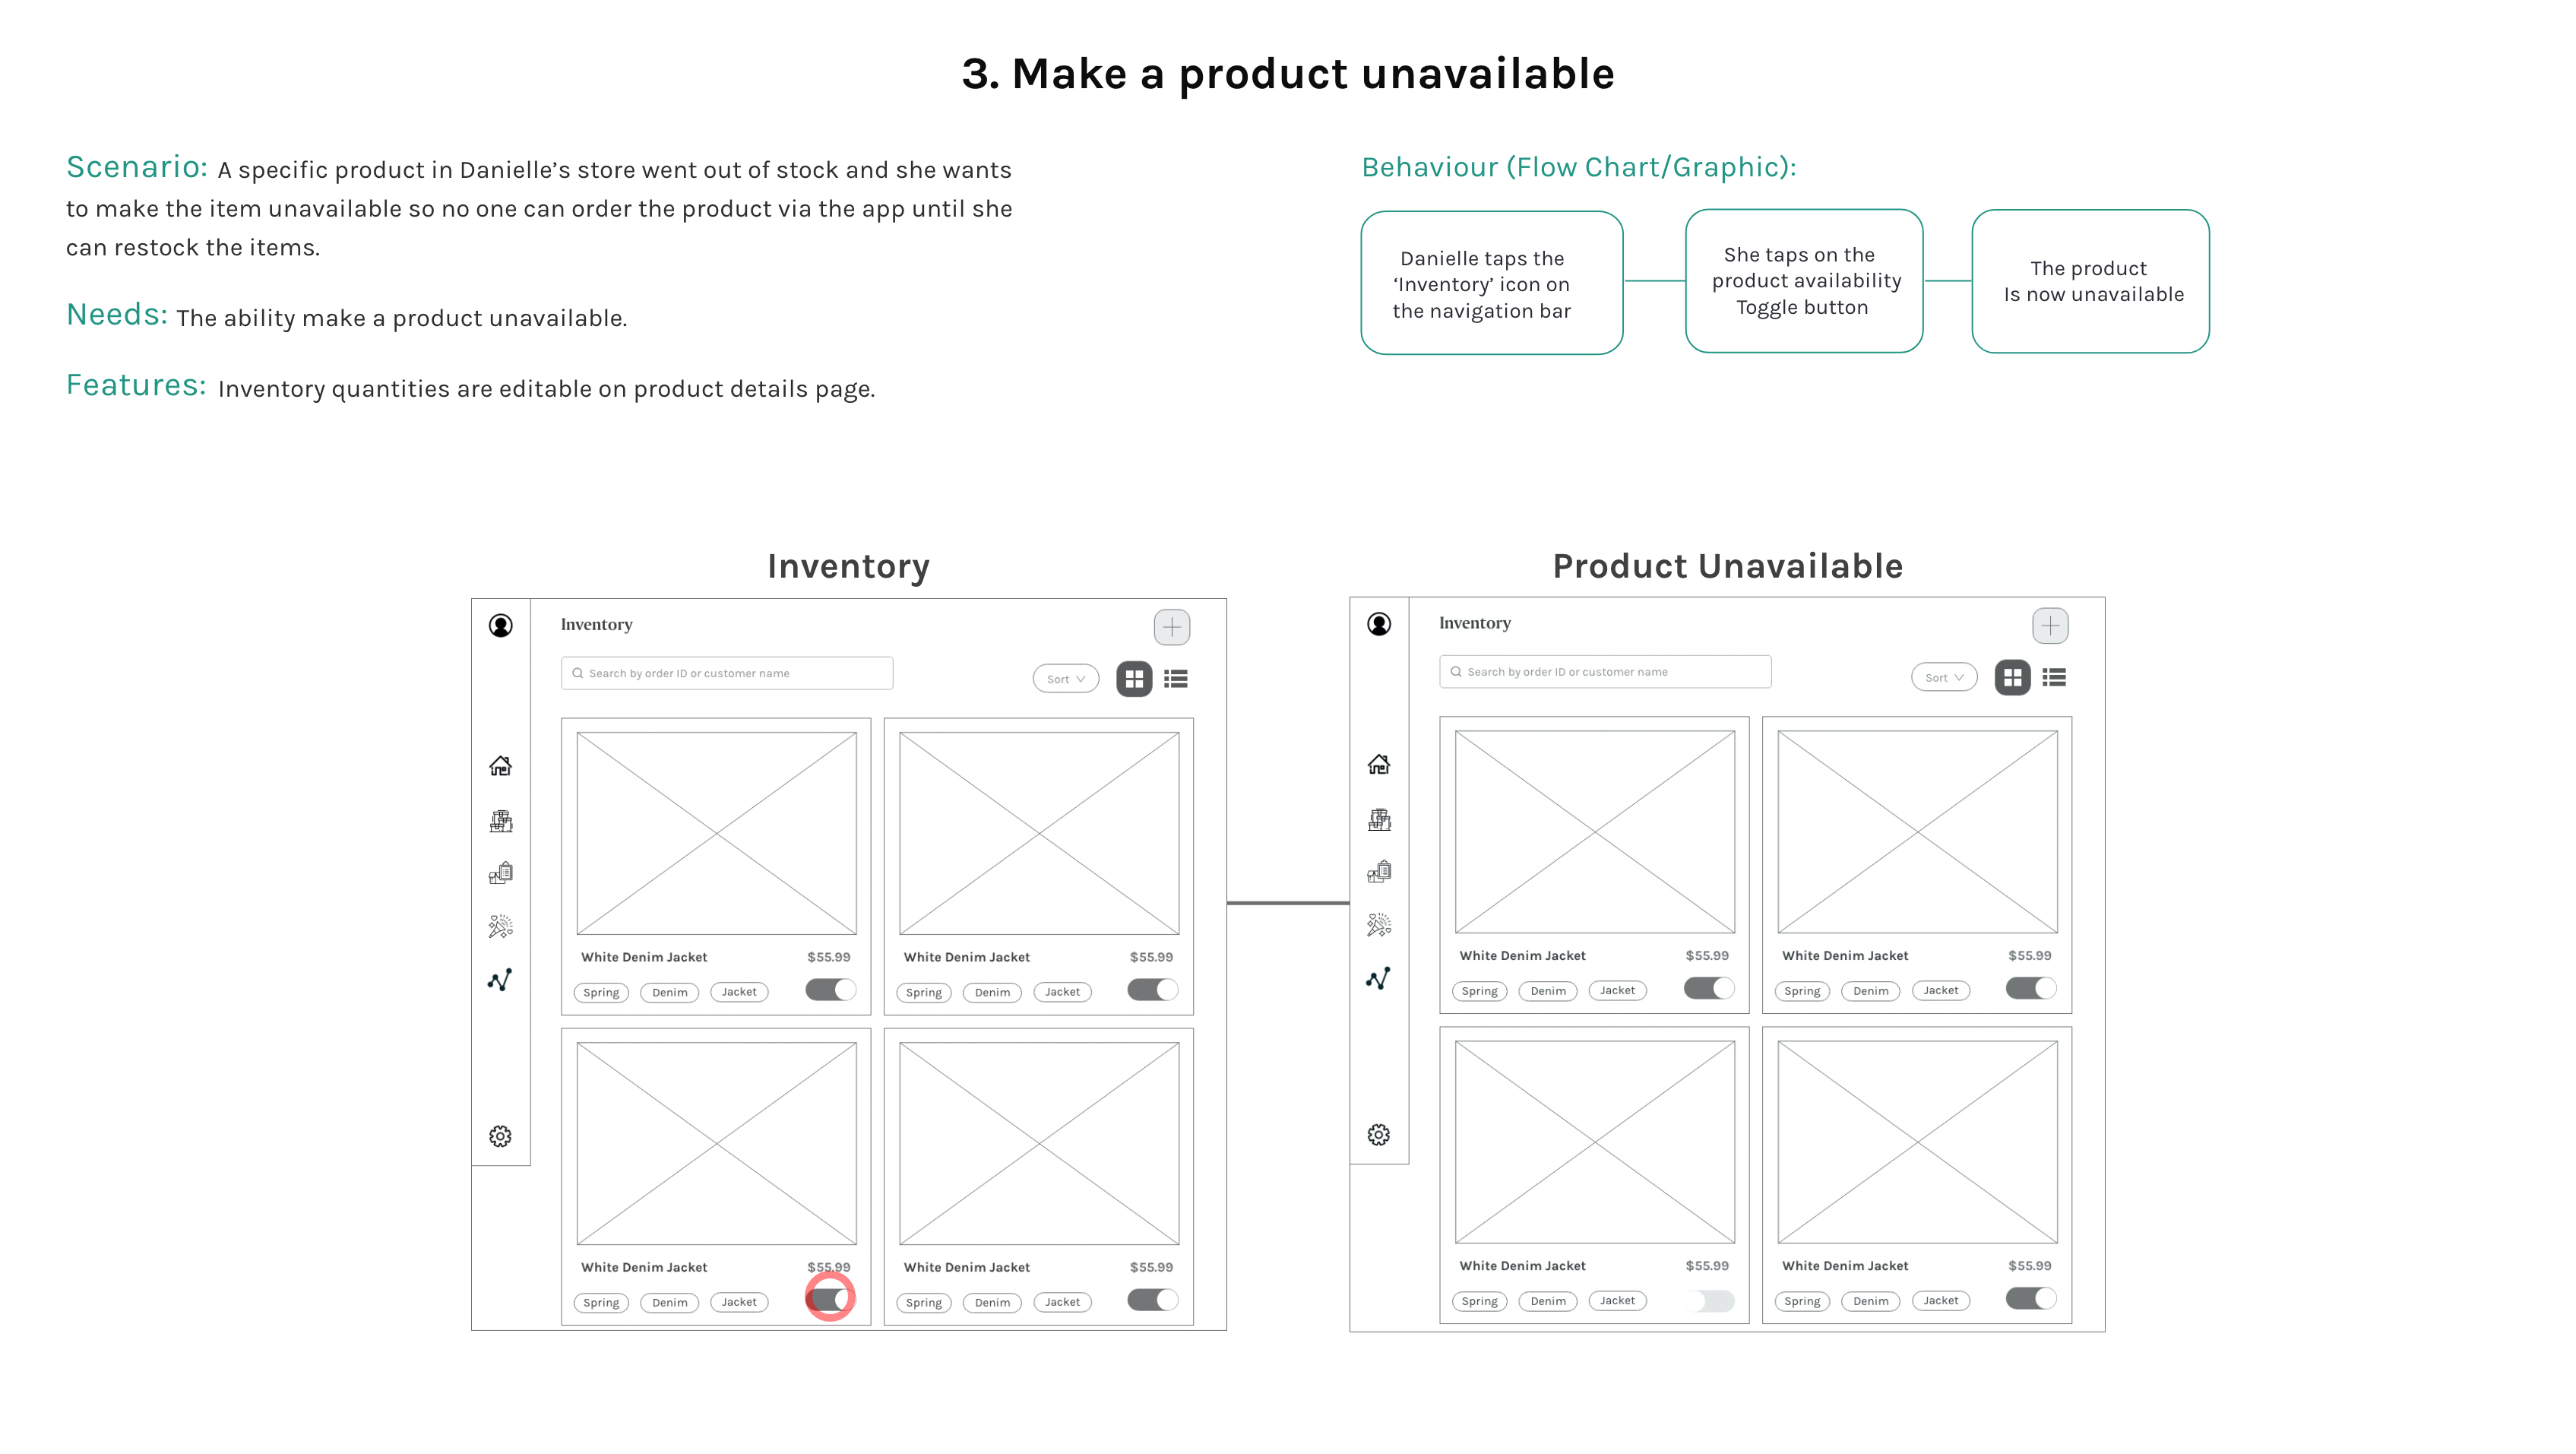 3. Make a product unavailable
Scenario: A specific product in Danielle’s store went out of stock and she wants
to make the item unavailable so no one can order the product via the app until she
can restock the items.
Needs: The ability make a product unavailable.
Features: Inventory quantities are editable on product details page.
Behaviour (Flow Chart/Graphic):
Danielle taps the
‘Inventory’ icon on
the navigation bar
She taps on the
product availability
Toggle button
The product
Is now unavailable
Inventory
Inventory
Search by order ID or customer name
Sort
White Denim Jacket $55.99
Spring Denim Jacket
White Denim Jacket $55.99
Spring Denim Jacket
White Denim Jacket $55.99
Spring Denim Jacket
White Denim Jacket $55.99
Spring Denim Jacket
Product Unavailable
Inventory
Search by order ID or customer name
Sort
White Denim Jacket $55.99
Spring Denim Jacket
White Denim Jacket $55.99
Spring Denim Jacket
White Denim Jacket $55.99
Spring Denim Jacket
White Denim Jacket $55.99
Spring Denim Jacket